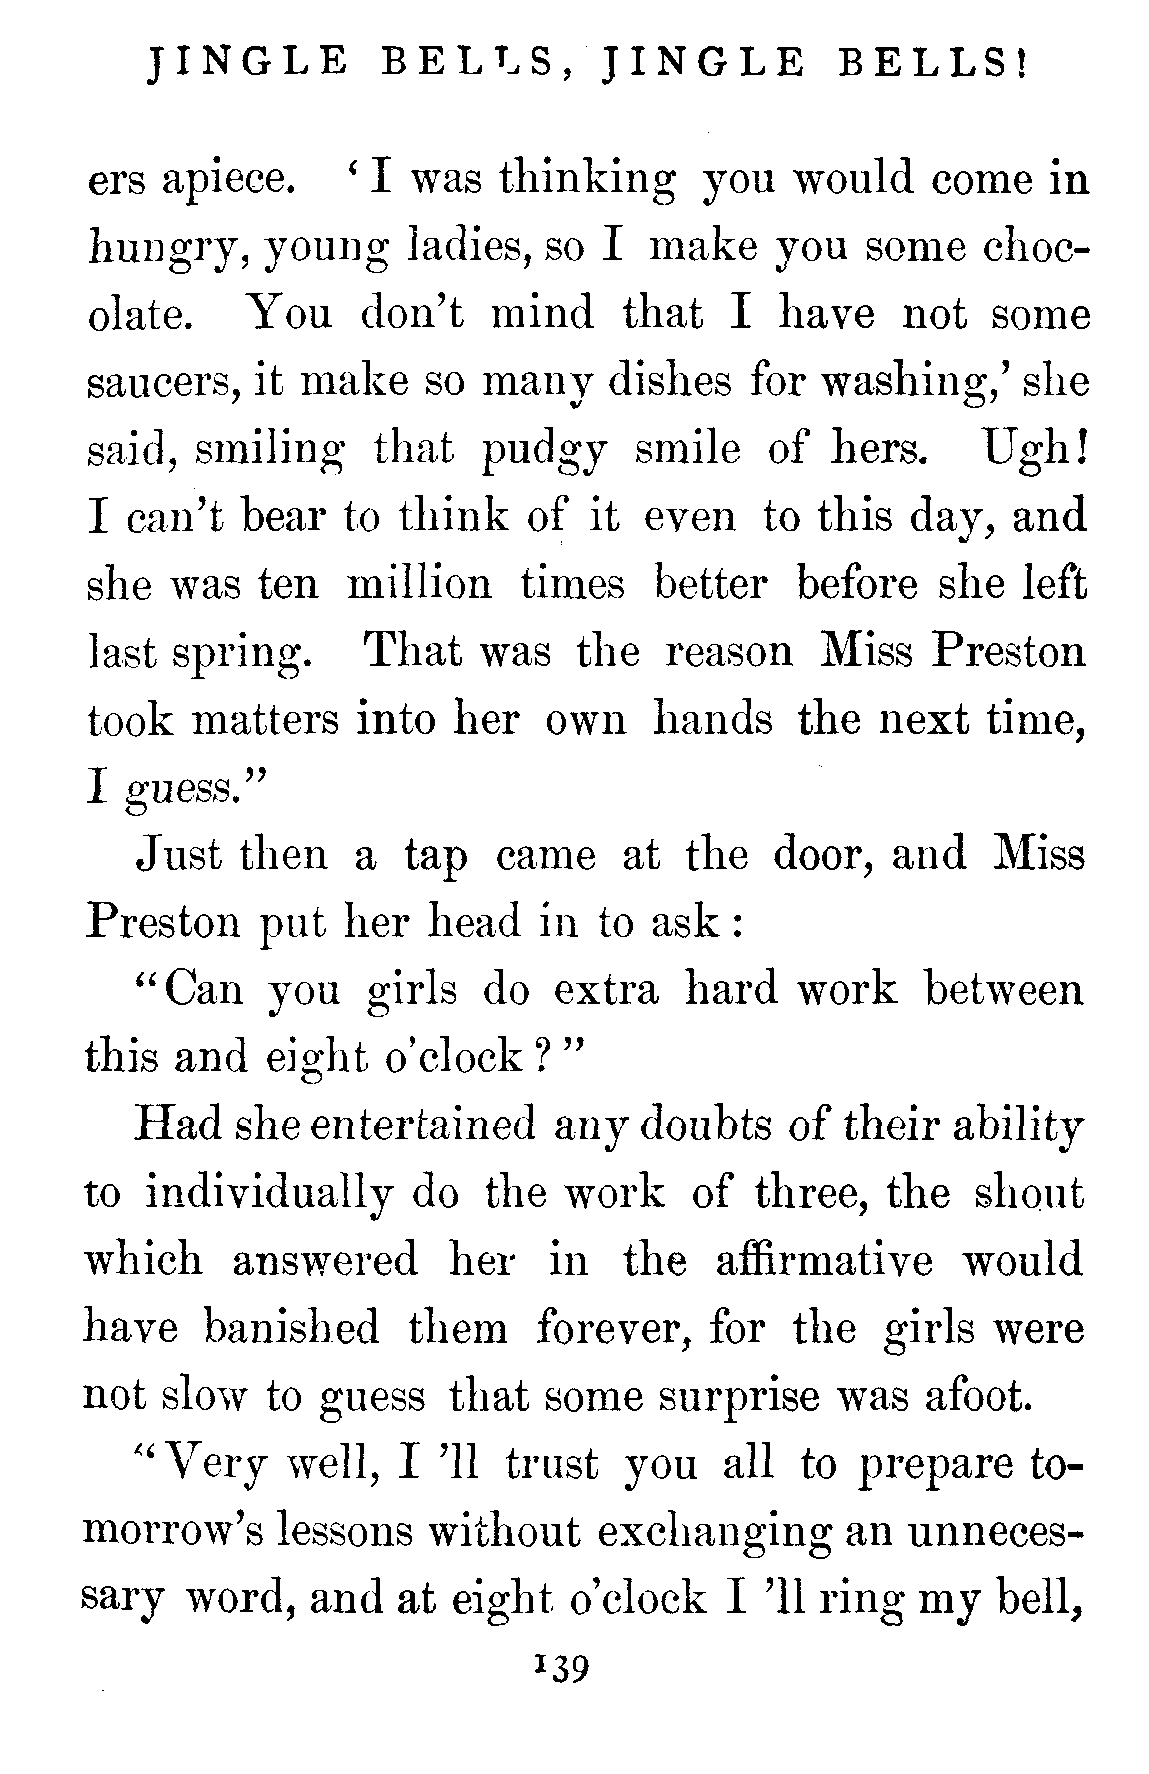 JINGLE BELLS, JINGLE BELLS!
ers apiece. ‘I was thinking you would come in
hungry, young ladies, so I make you some choc-
olate. You don’t mind that I have not some
saucers, it make so many dishes for washing,’ she
said, smiling that pudgy smile of hers. Ugh!
I can’t bear to think of it even to this day, and
she was ten million times better before she left
last spring. That was the reason Miss Preston
took matters into her own hands the next time,
I guess.”
Just then a tap came at the door, and Miss
Preston put her head in to ask :
“Can you girls do extra hard work between
this and eight o’clock ? ”
Had she entertained any doubts of their ability
to individually do the work of three, the shout
which answered her in the affirmative would
have banished them forever, for the girls were
not slow to guess that some surprise was afoot.
“Very well, I ’ll trust you all to prepare to-
morrow’s lessons without exchanging an unneces-
sary word, and at eight o’clock I ’ll ring my bell,
139